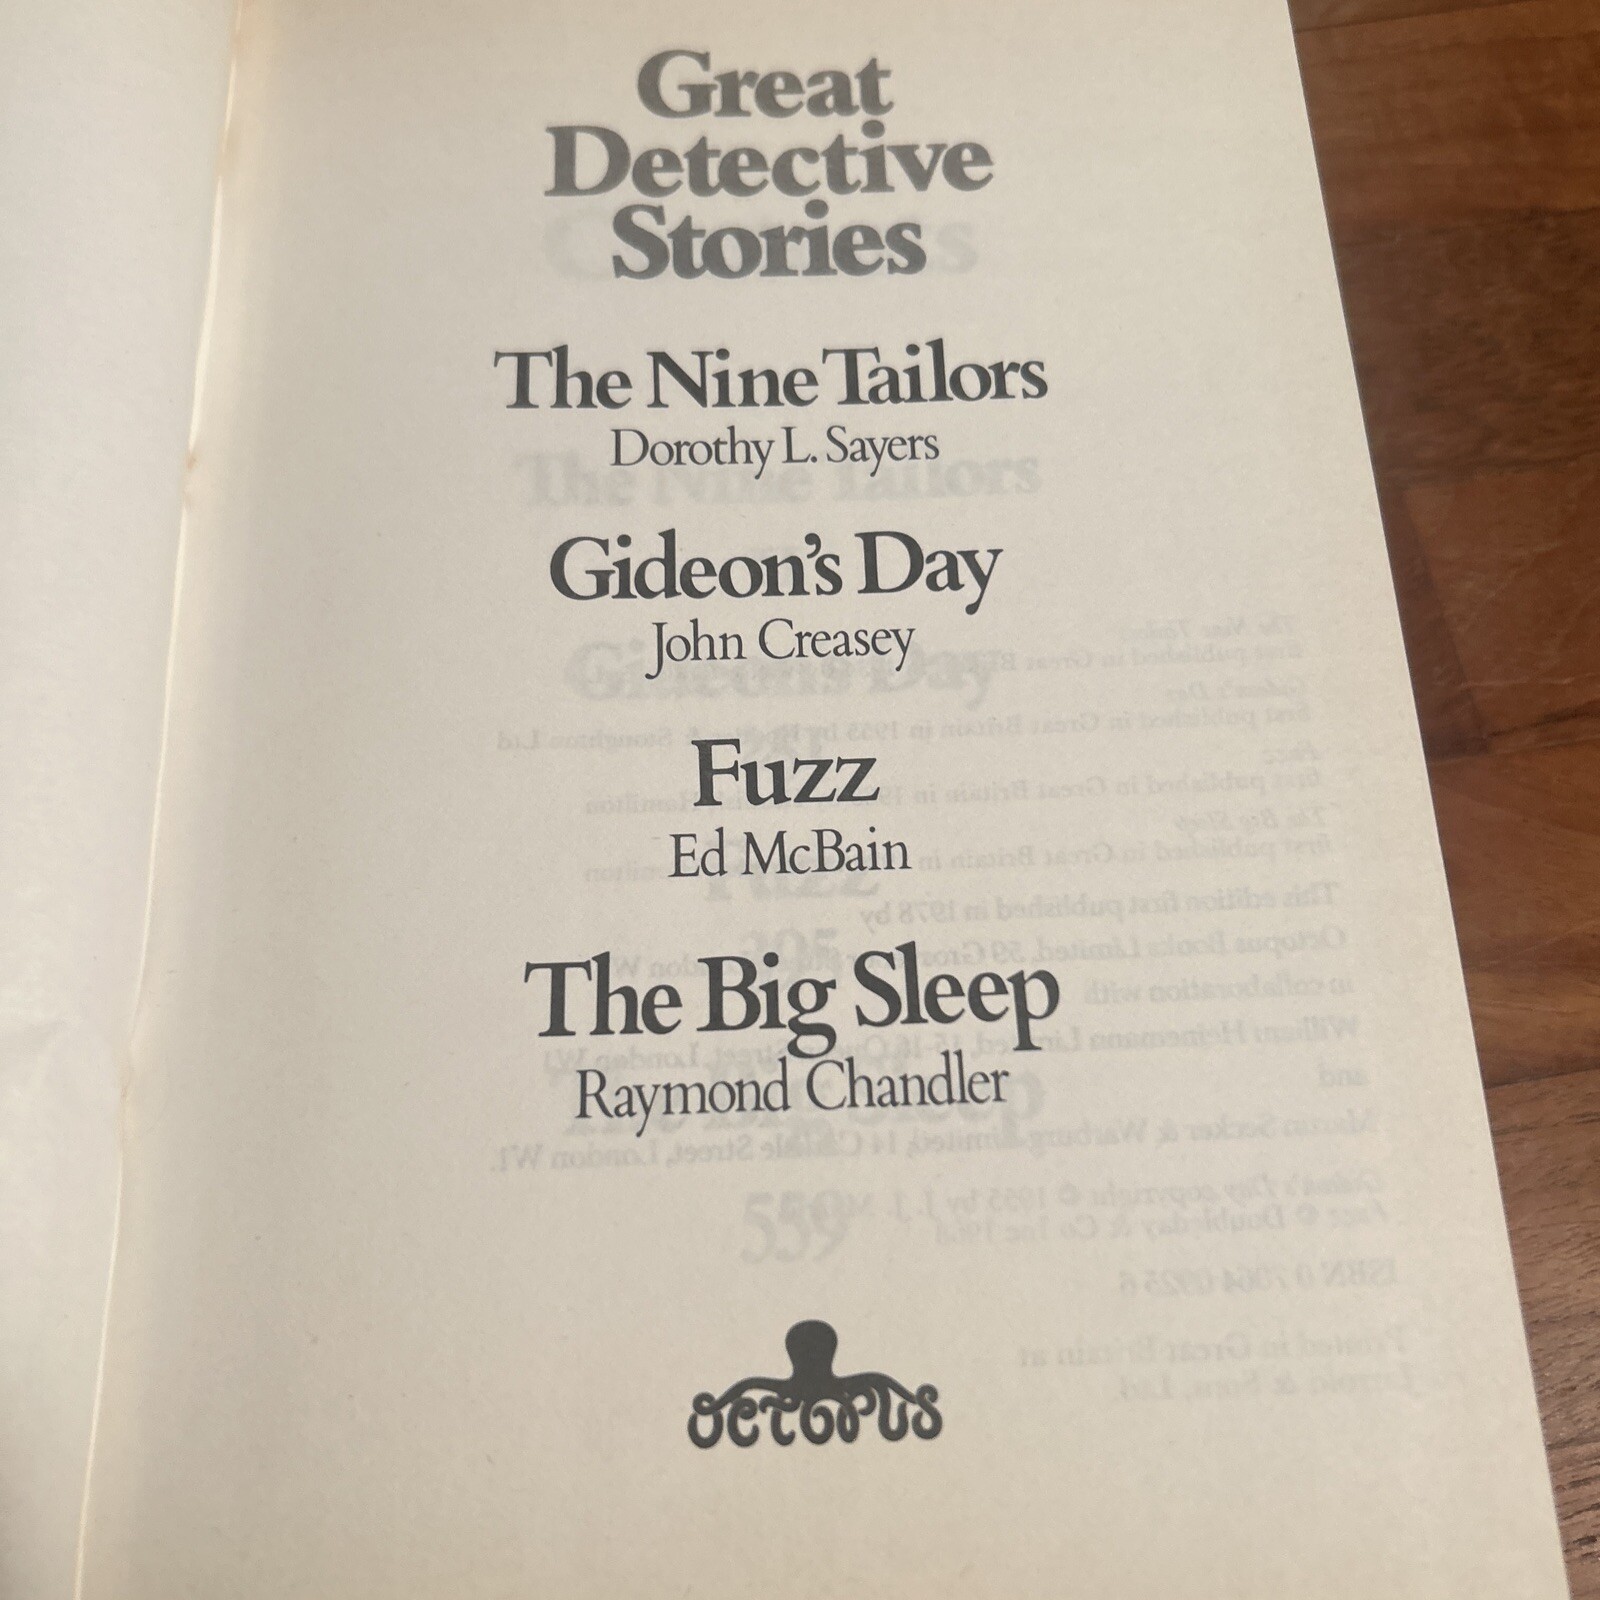 Great
Detective
Stories
The Nine Tailors
Dorothy L. Sayers
Gideon's Day
John Creasey
Fuzz
Ed McBain
The Big Sleep
Raymond Chandler
octopus